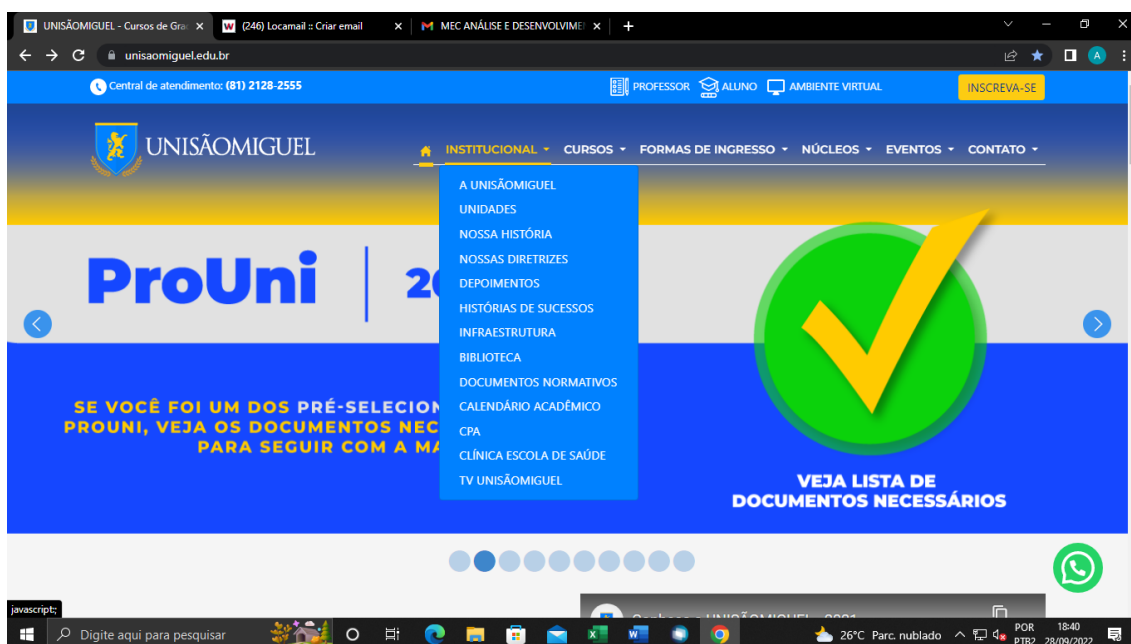 UNISÃOMIGUEL - Cursos de Gra
(246) Locamail :: Criar email
MEC ANÁLISE E DESENVOLVIME
unisaomiguel.edu.br
A
Central de atendimento: (81) 2128-2555
PROFESSOR ALUNO AMBIENTE VIRTUAL
INSCREVA-SE
UNISÃOMIGUEL
INSTITUCIONAL CURSOS FORMAS DE INGRESSO NÚCLEOS EVENTOS CONTATO
A UNISÃOMIGUEL
UNIDADES
NOSSA HISTÓRIA
NOSSAS DIRETRIZES
DEPOIMENTOS
HISTÓRIAS DE SUCESSOS
INFRAESTRUTURA
BIBLIOTECA
DOCUMENTOS NORMATIVOS
CALENDÁRIO ACADÊMICO
CPA
CLÍNICA ESCOLA DE SAÚDE
TV UNISÃOMIGUEL
ProUni 20
SE VOCÊ FOI UM DOS PRÉ-SELECION
PROUNI, VEJA OS DOCUMENTOS NEC
PARA SEGUIR COM A MA
VEJA LISTA DE
DOCUMENTOS NECESSÁRIOS
javascript:;
Digite aqui para pesquisar
26°C Parc. nublado
POR
PTB2
18:40
28/09/2022